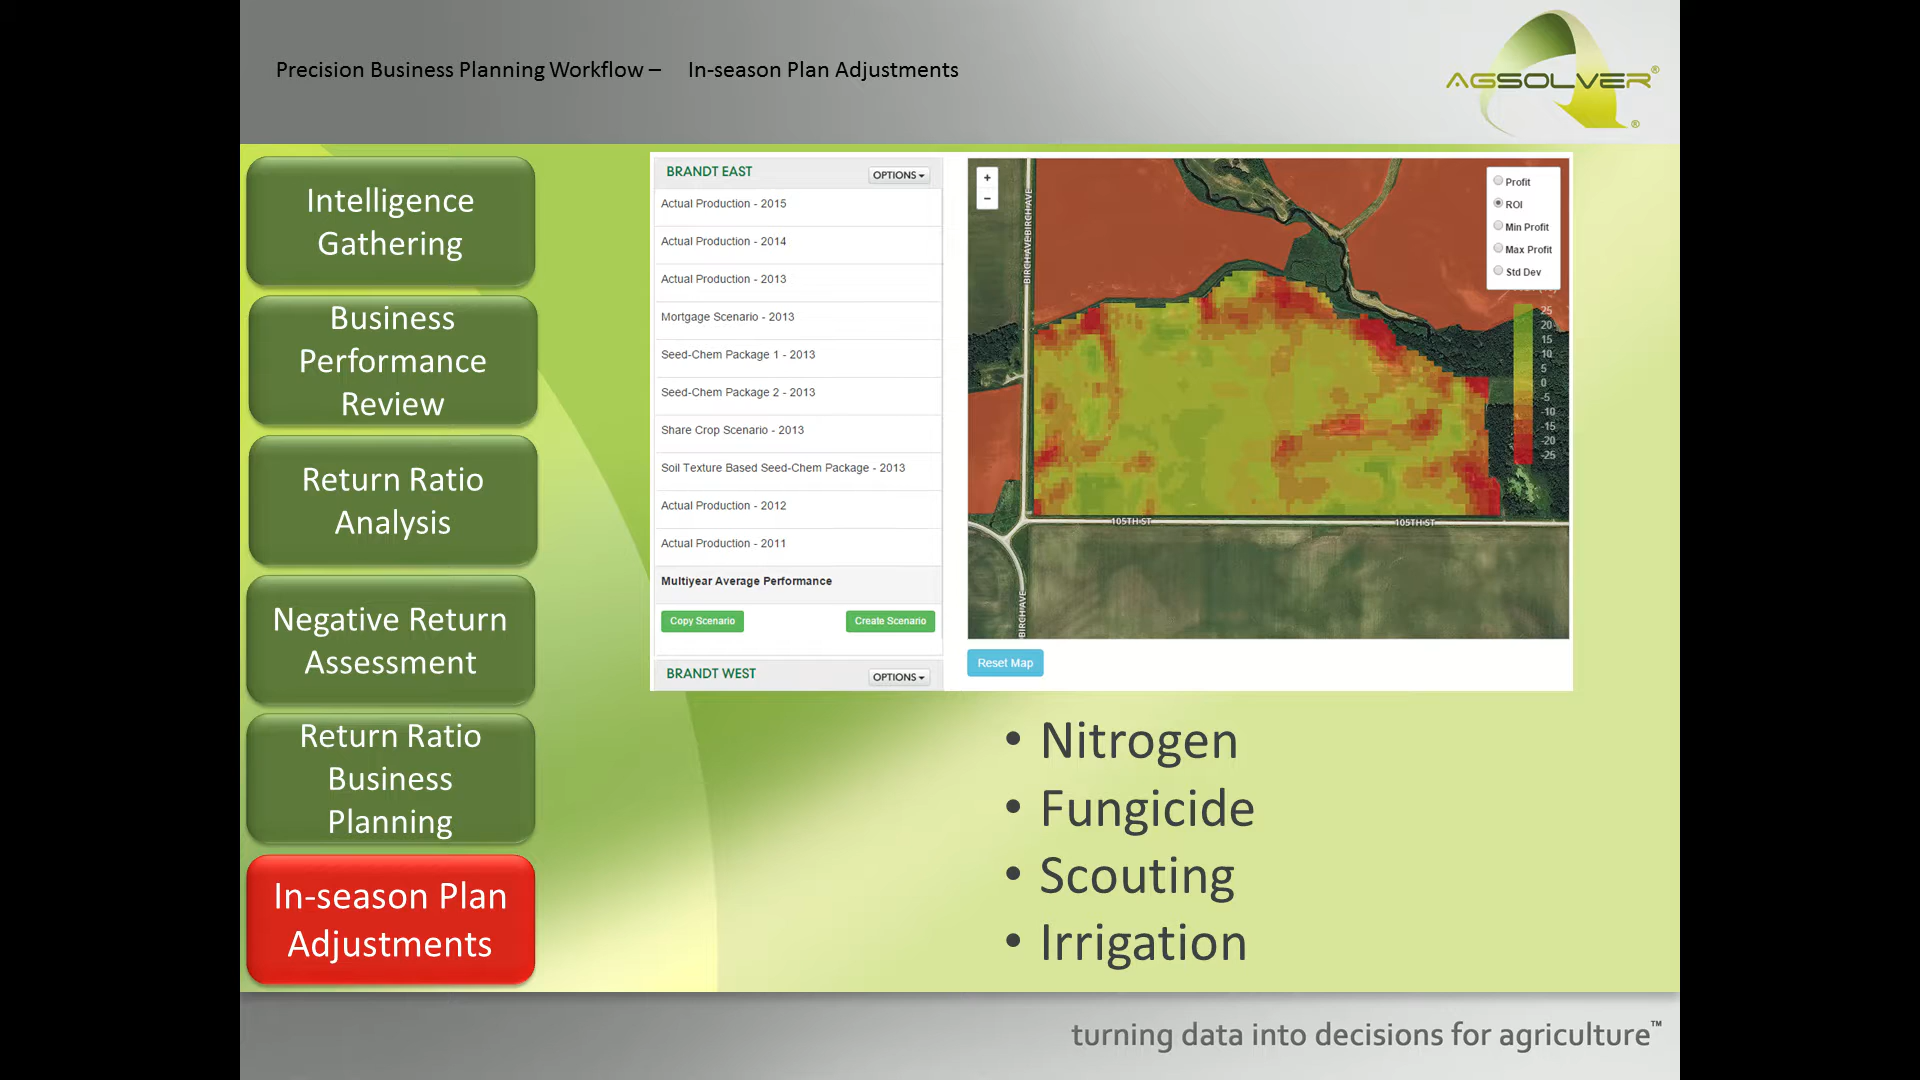 Precision Business Planning Workflow – In-season Plan Adjustments
AGSOLVER®
®
Intelligence
Gathering
Business
Performance
Review
Return Ratio
Analysis
Negative Return
Assessment
Return Ratio
Business
Planning
In-season Plan
Adjustments
BRANDT EAST
OPTIONS
Actual Production - 2015
Actual Production - 2014
Actual Production - 2013
Mortgage Scenario - 2013
Seed-Chem Package 1 - 2013
Seed-Chem Package 2 - 2013
Share Crop Scenario - 2013
Soil Texture Based Seed-Chem Package - 2013
Actual Production - 2012
Actual Production - 2011
Multiyear Average Performance
Copy Scenario
Create Scenario
BRANDT WEST
OPTIONS
+
−
BIRCH AVE BIRCH AVE
BIRCH AVE
105TH ST
105TH ST
Profit
ROI
Min Profit
Max Profit
Std Dev
25
20
15
10
5
0
-5
-10
-15
-20
-25
Reset Map
• Nitrogen
• Fungicide
• Scouting
• Irrigation
turning data into decisions for agriculture™